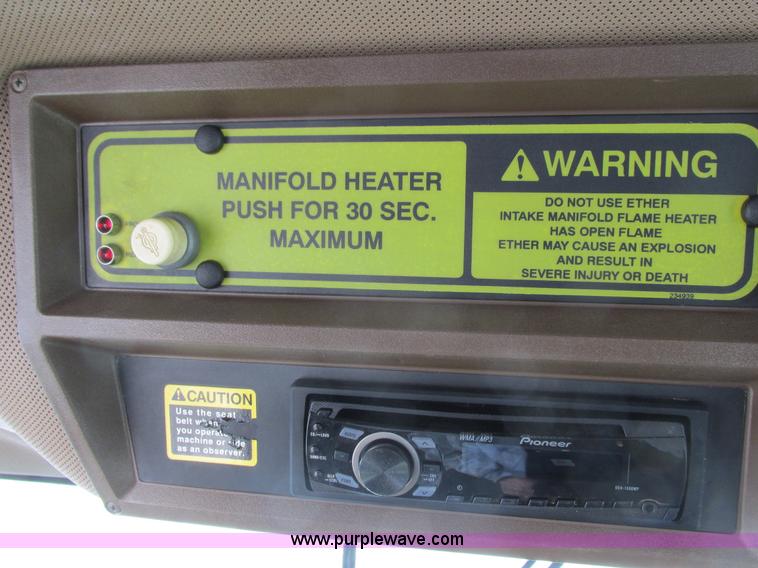 MANIFOLD HEATER
PUSH FOR 30 SEC.
MAXIMUM
WARNING
DO NOT USE ETHER
INTAKE MANIFOLD FLAME HEATER
HAS OPEN FLAME
ETHER MAY CAUSE AN EXPLOSION
AND RESULT IN
SEVERE INJURY OR DEATH
234939
CAUTION
Use the seat
belt when
you operate
machine or ride
as an observer.
WMA/MP3
Pioneer
www.purplewave.com